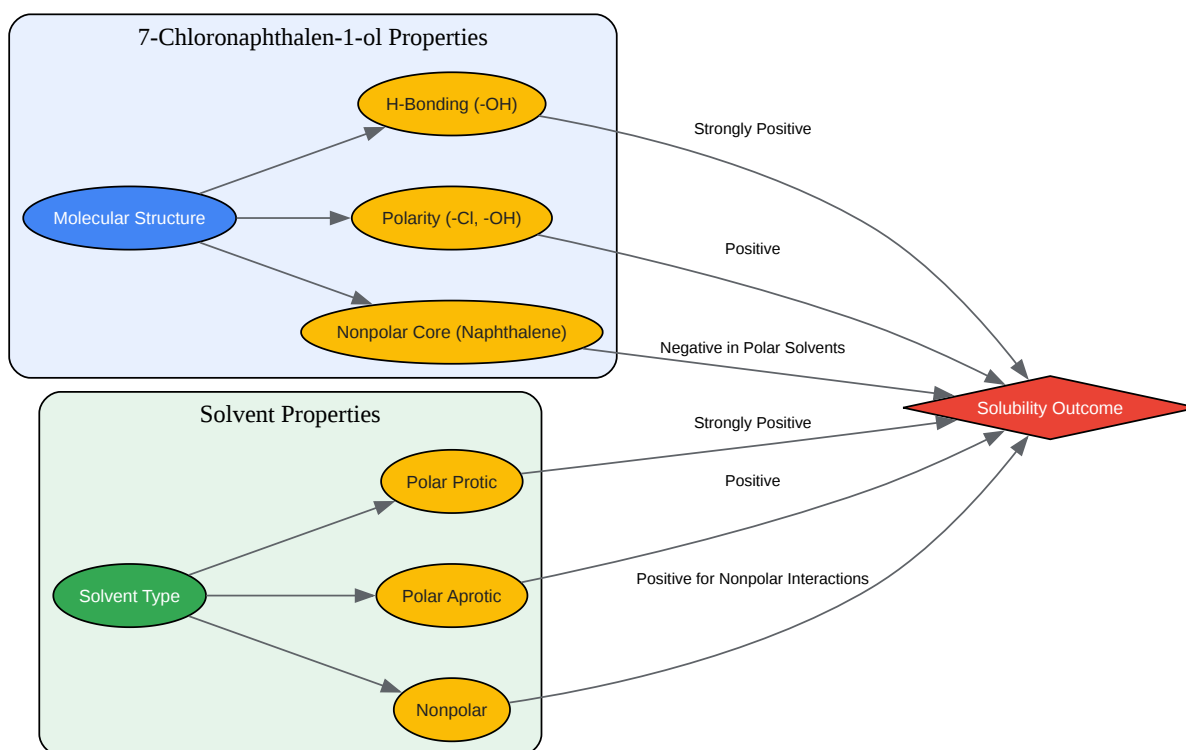 7-Chloronaphthalen-1-ol Properties
H-Bonding (-OH)
Strongly Positive
Molecular Structure
Polarity (-Cl, -OH)
Positive
Nonpolar Core (Naphthalene)
Negative in Polar Solvents
Solubility Outcome
Solvent Properties
Strongly Positive
Polar Protic
Positive
Solvent Type
Polar Aprotic
Positive for Nonpolar Interactions
Nonpolar